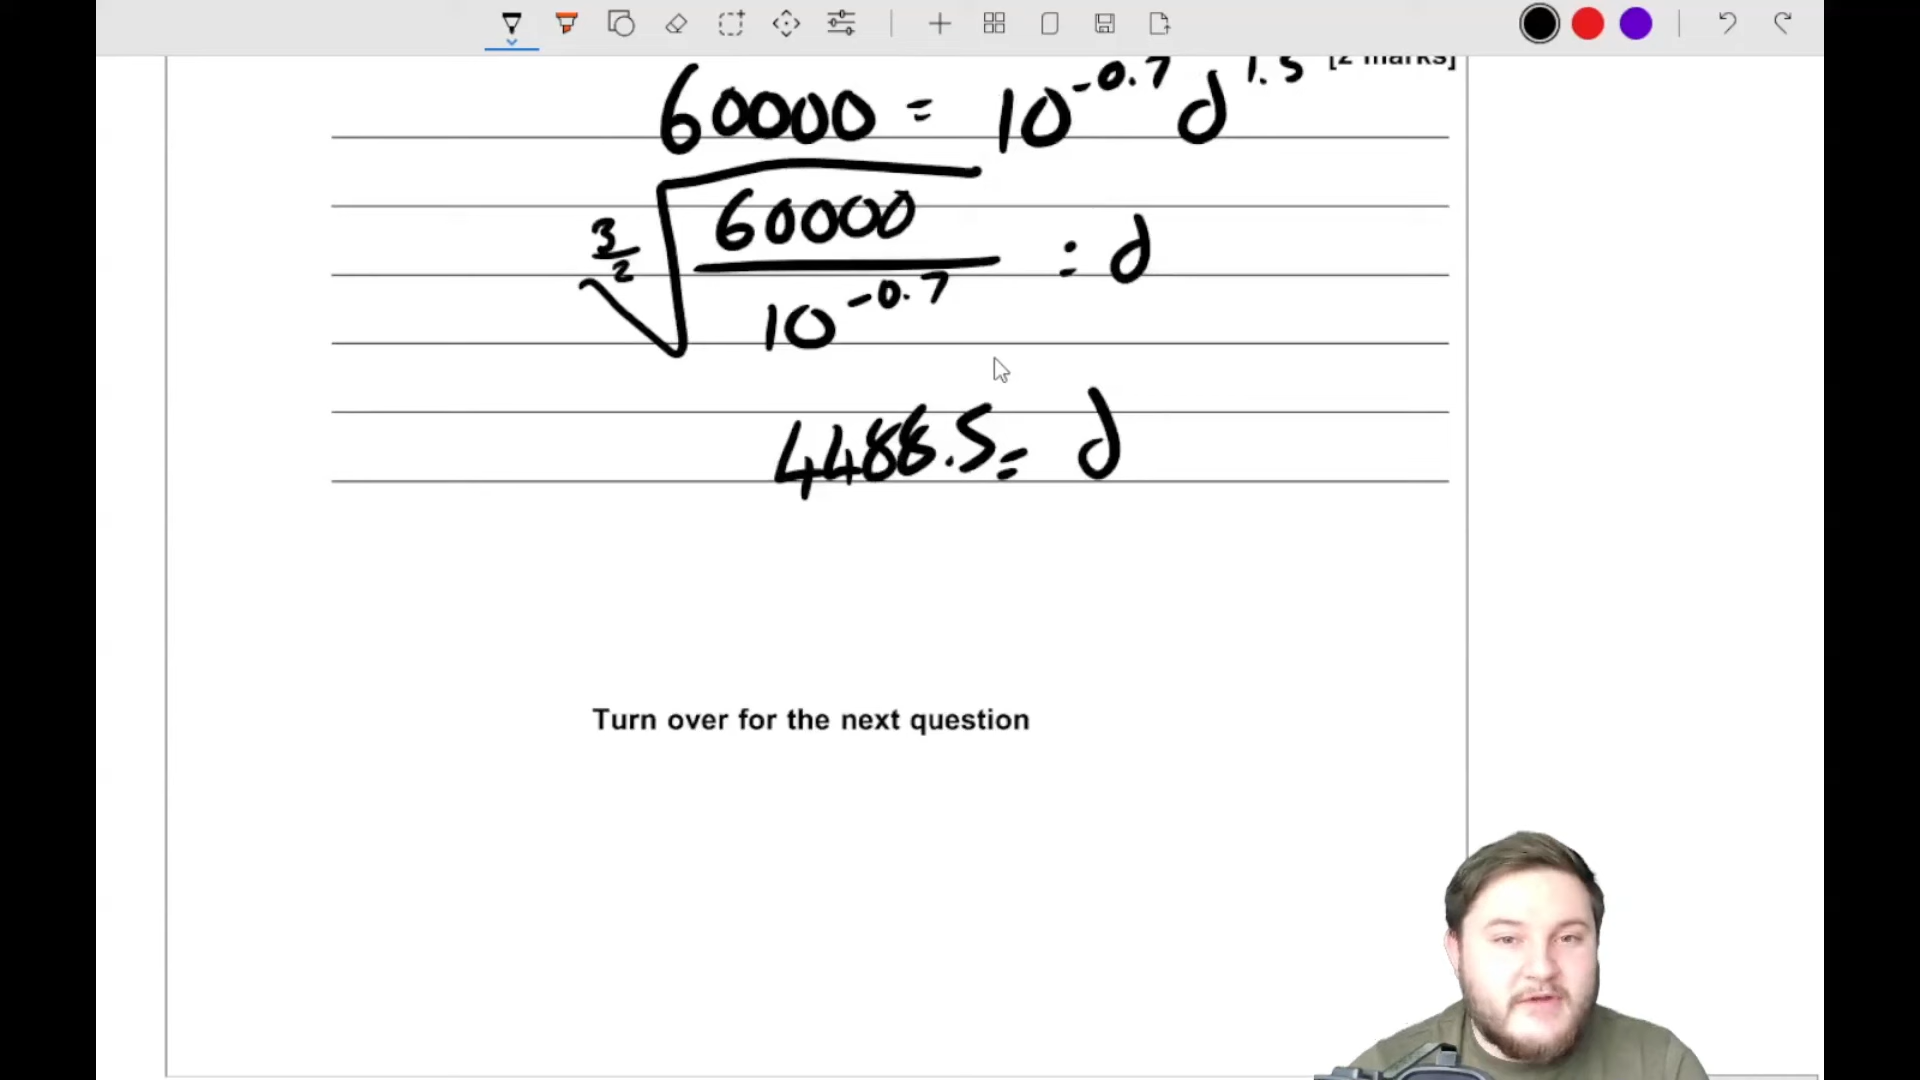 [2 marks]
60000 = 10^-0.7 d^1.5
3/2 √ 60000 / 10^-0.7 = d
4488.5 = d
Turn over for the next question